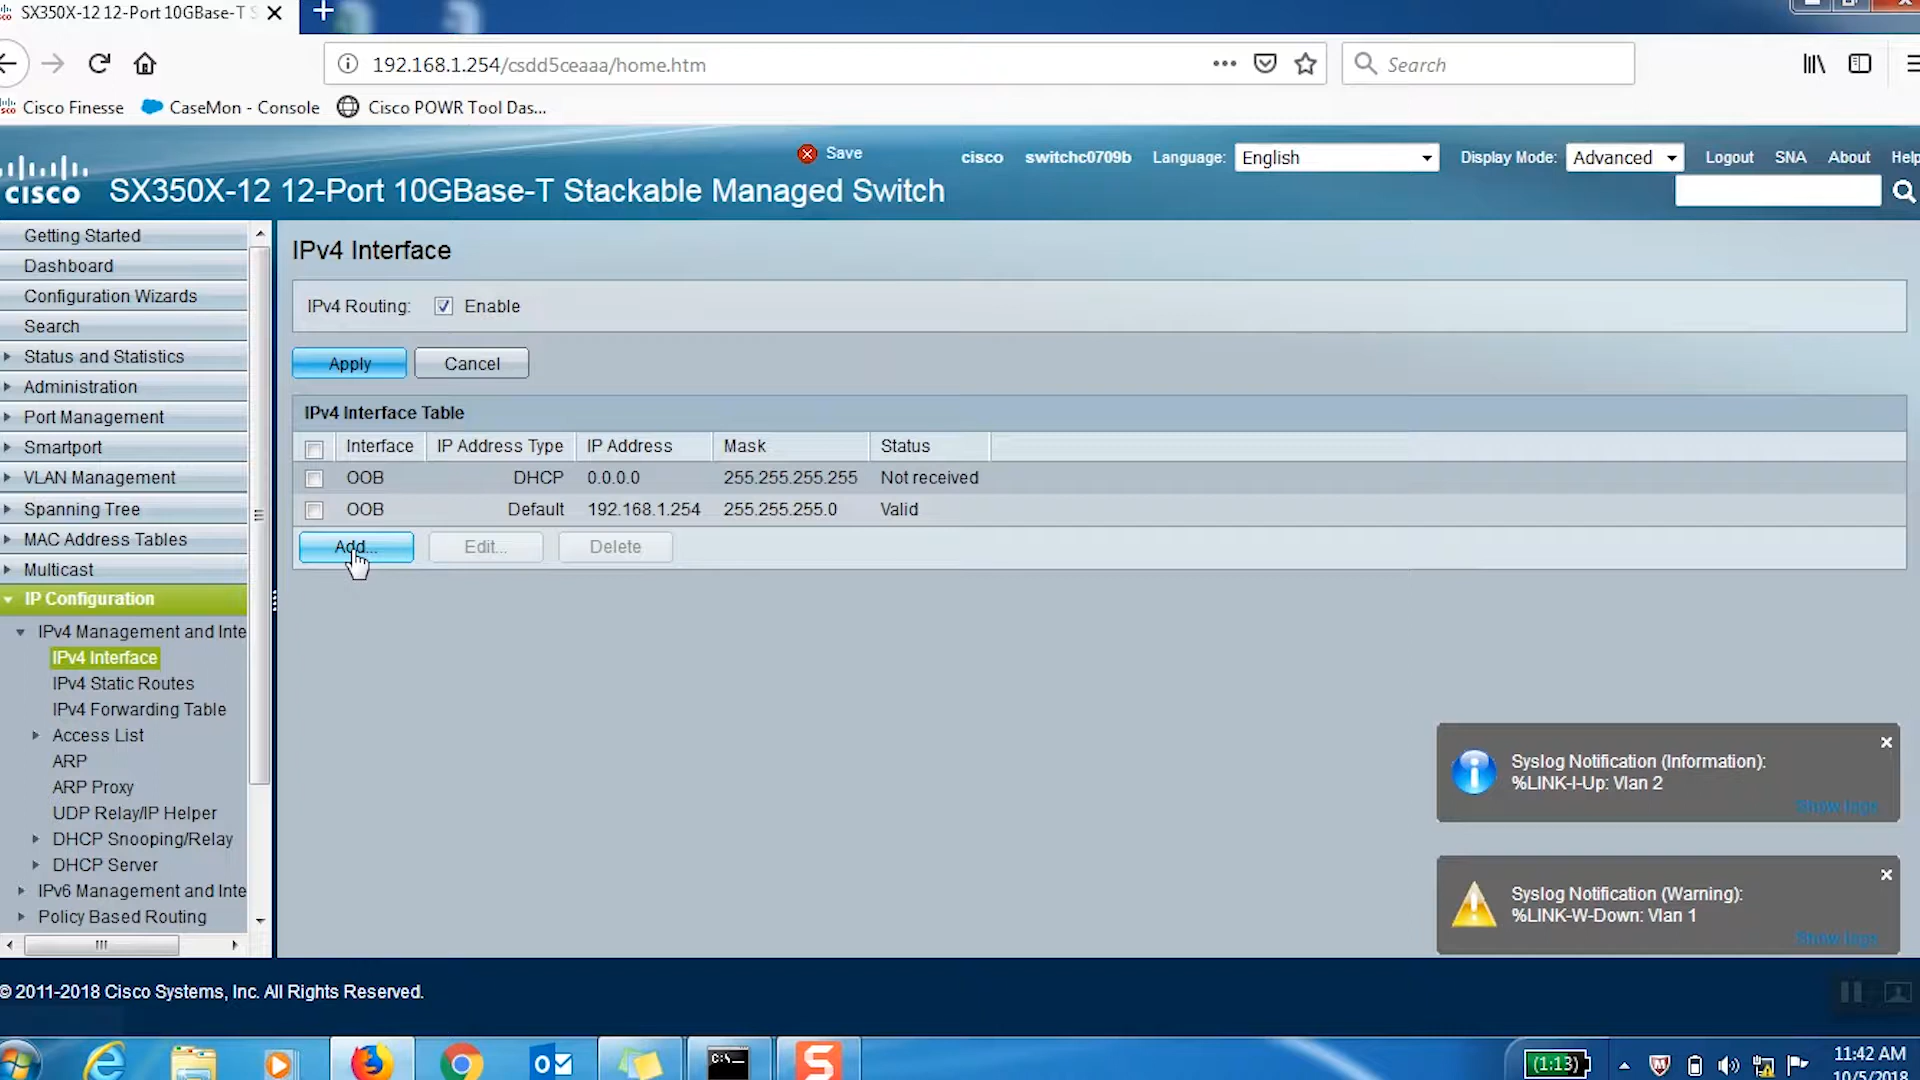 SX350X-12 12-Port 10GBase-T S
192.168.1.254/csdd5ceaaa/home.htm
Search
Cisco Finesse
CaseMon - Console
Cisco POWR Tool Das...
Save
cisco
switchc0709b
Language:
English
Display Mode:
Advanced
Logout
SNA
About
Help
CISCO
SX350X-12 12-Port 10GBase-T Stackable Managed Switch
Getting Started
Dashboard
Configuration Wizards
Search
Status and Statistics
Administration
Port Management
Smartport
VLAN Management
Spanning Tree
MAC Address Tables
Multicast
IP Configuration
IPv4 Management and Inte
IPv4 Interface
IPv4 Static Routes
IPv4 Forwarding Table
Access List
ARP
ARP Proxy
UDP Relay/IP Helper
DHCP Snooping/Relay
DHCP Server
IPv6 Management and Inte
Policy Based Routing
IPv4 Interface
IPv4 Routing: Enable
Apply
Cancel
IPv4 Interface Table
Interface IP Address Type IP Address Mask Status
OOB DHCP 0.0.0.0 255.255.255.255 Not received
OOB Default 192.168.1.254 255.255.255.0 Valid
Add...
Edit...
Delete
Syslog Notification (Information):
%LINK-I-Up: Vlan 2
Show logs
Syslog Notification (Warning):
%LINK-W-Down: Vlan 1
Show logs
© 2011-2018 Cisco Systems, Inc. All Rights Reserved.
(1:13)
11:42 AM
10/5/2018